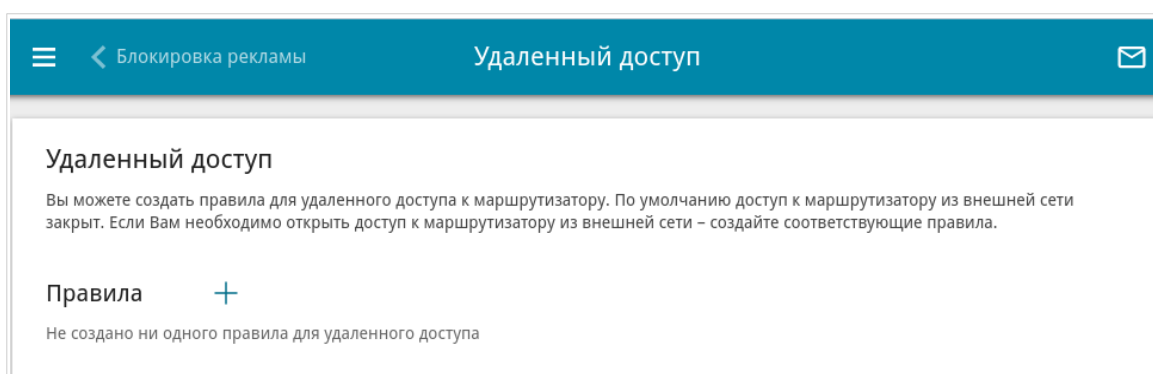 Блокировка рекламы
Удаленный доступ
Удаленный доступ
Вы можете создать правила для удаленного доступа к маршрутизатору. По умолчанию доступ к маршрутизатору из внешней сети
закрыт. Если Вам необходимо открыть доступ к маршрутизатору из внешней сети – создайте соответствующие правила.
Правила
Не создано ни одного правила для удаленного доступа